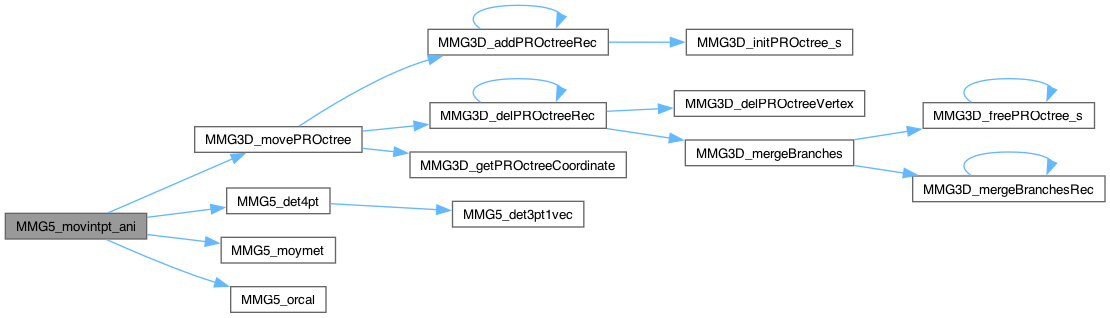 MMG3D_addPROctreeRec
MMG3D_initPROctree_s
MMG3D_delPROctreeVertex
MMG3D_freePROctree_s
MMG3D_delPROctreeRec
MMG3D_movePROctree
MMG3D_mergeBranches
MMG3D_getPROctreeCoordinate
MMG3D_mergeBranchesRec
MMG5_det4pt
MMG5_det3pt1vec
MMG5_movintpt_ani
MMG5_moymet
MMG5_orcal